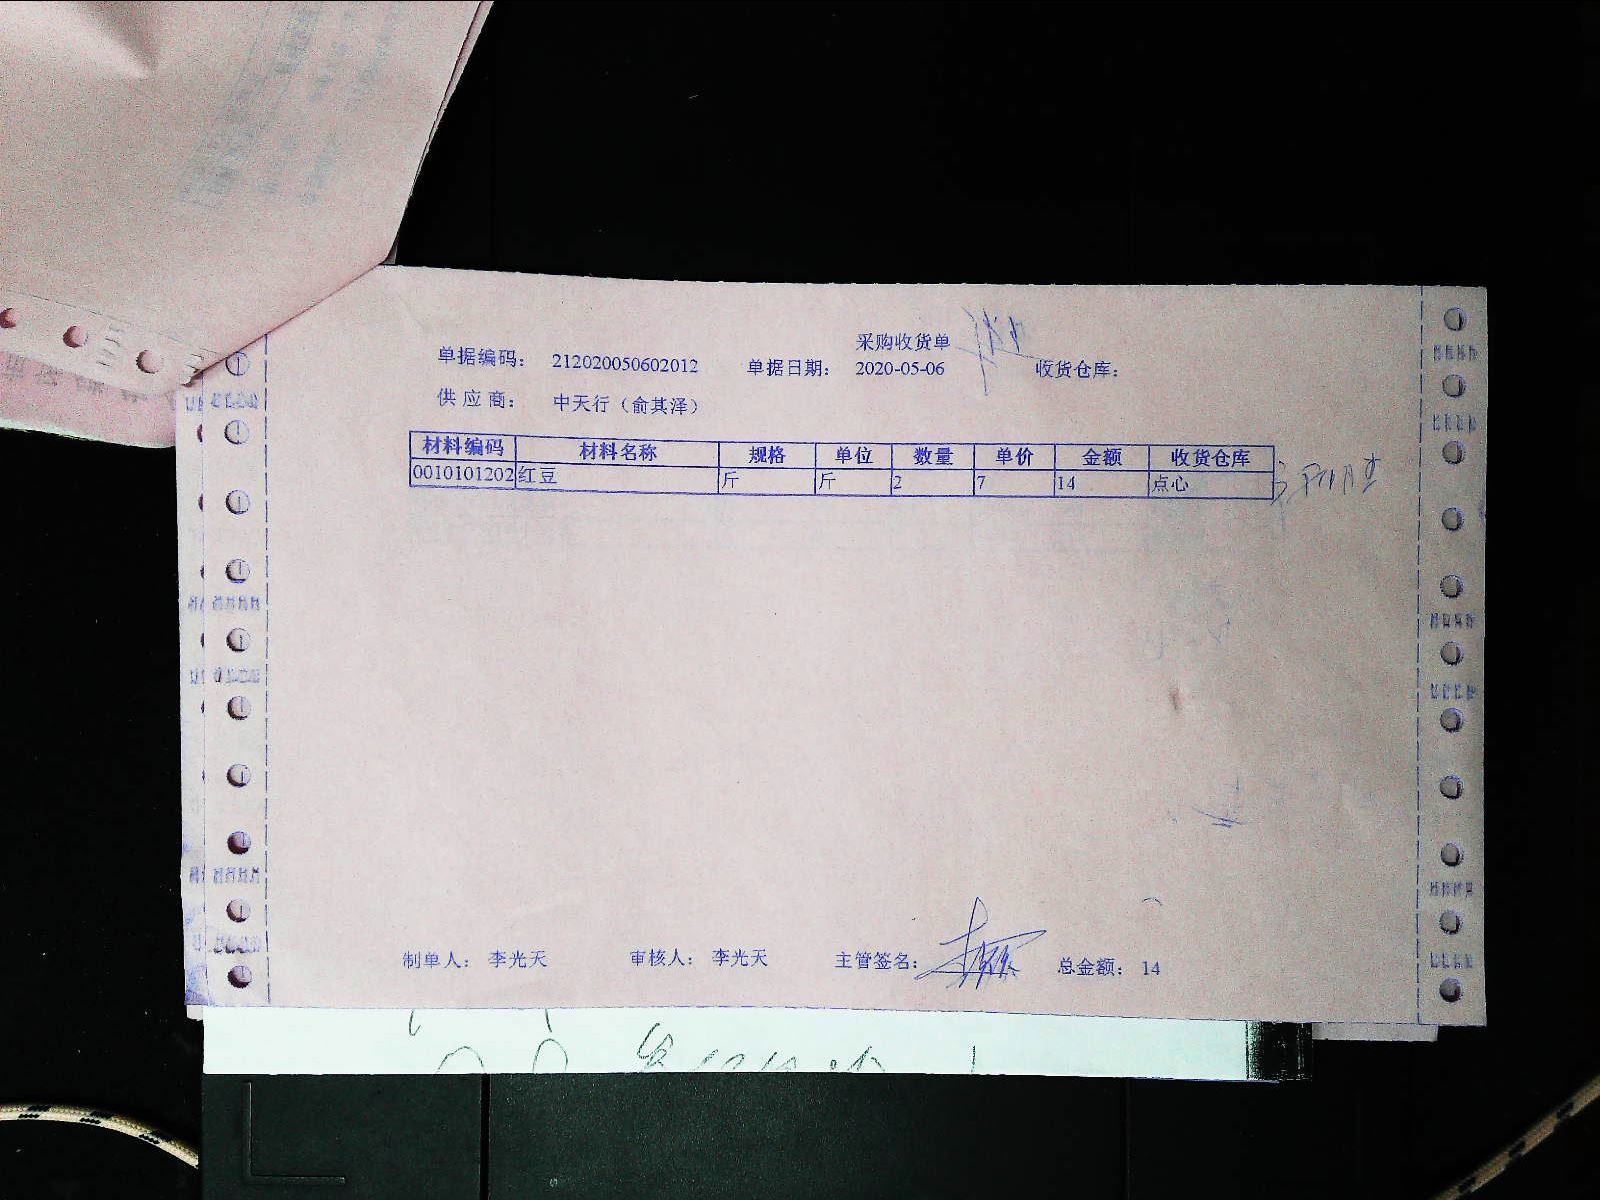 采购收货单
单据编码： 212020050602012 单据日期： 2020-05-06 收货仓库：
供 应 商： 中天行（俞其泽）
材料编码 材料名称 规格 单位 数量 单价 金额 收货仓库
0010101202 红豆 斤 斤 2 7 14 点心
制单人： 李光天 审核人： 李光天 主管签名： 总金额： 14